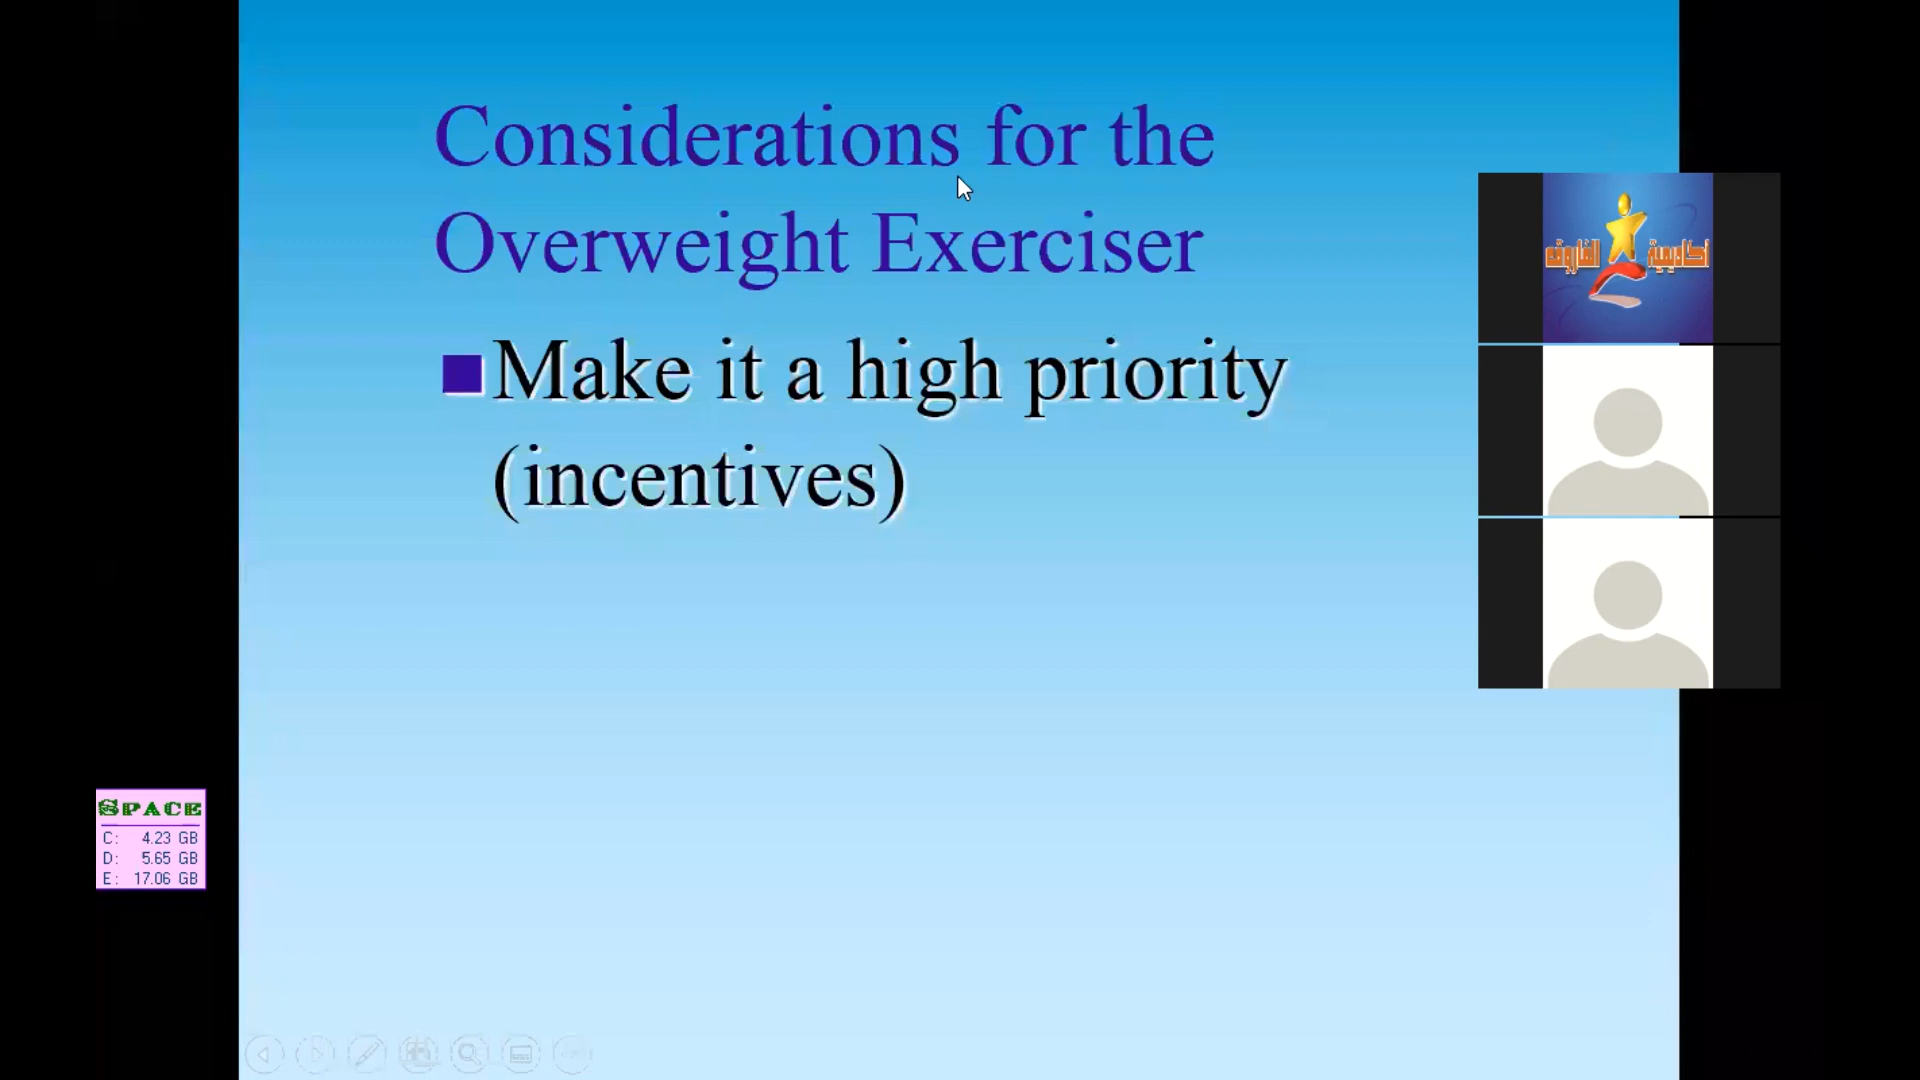 Considerations for the
Overweight Exerciser
Make it a high priority
(incentives)
أكاديمية الفاروق
SPACE
C: 4.23 GB
D: 5.65 GB
E: 17.06 GB